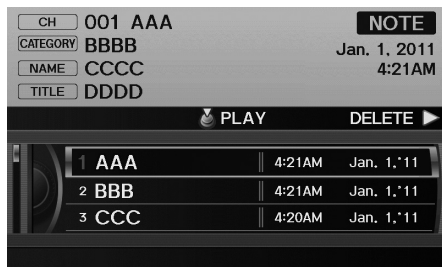 CH 001 AAA NOTE
CATEGORY BBBB Jan. 1, 2011
NAME CCCC 4:21AM
TITLE DDDD
PLAY DELETE
1 AAA 4:21AM Jan. 1,'11
2 BBB 4:21AM Jan. 1,'11
3 CCC 4:20AM Jan. 1,'11